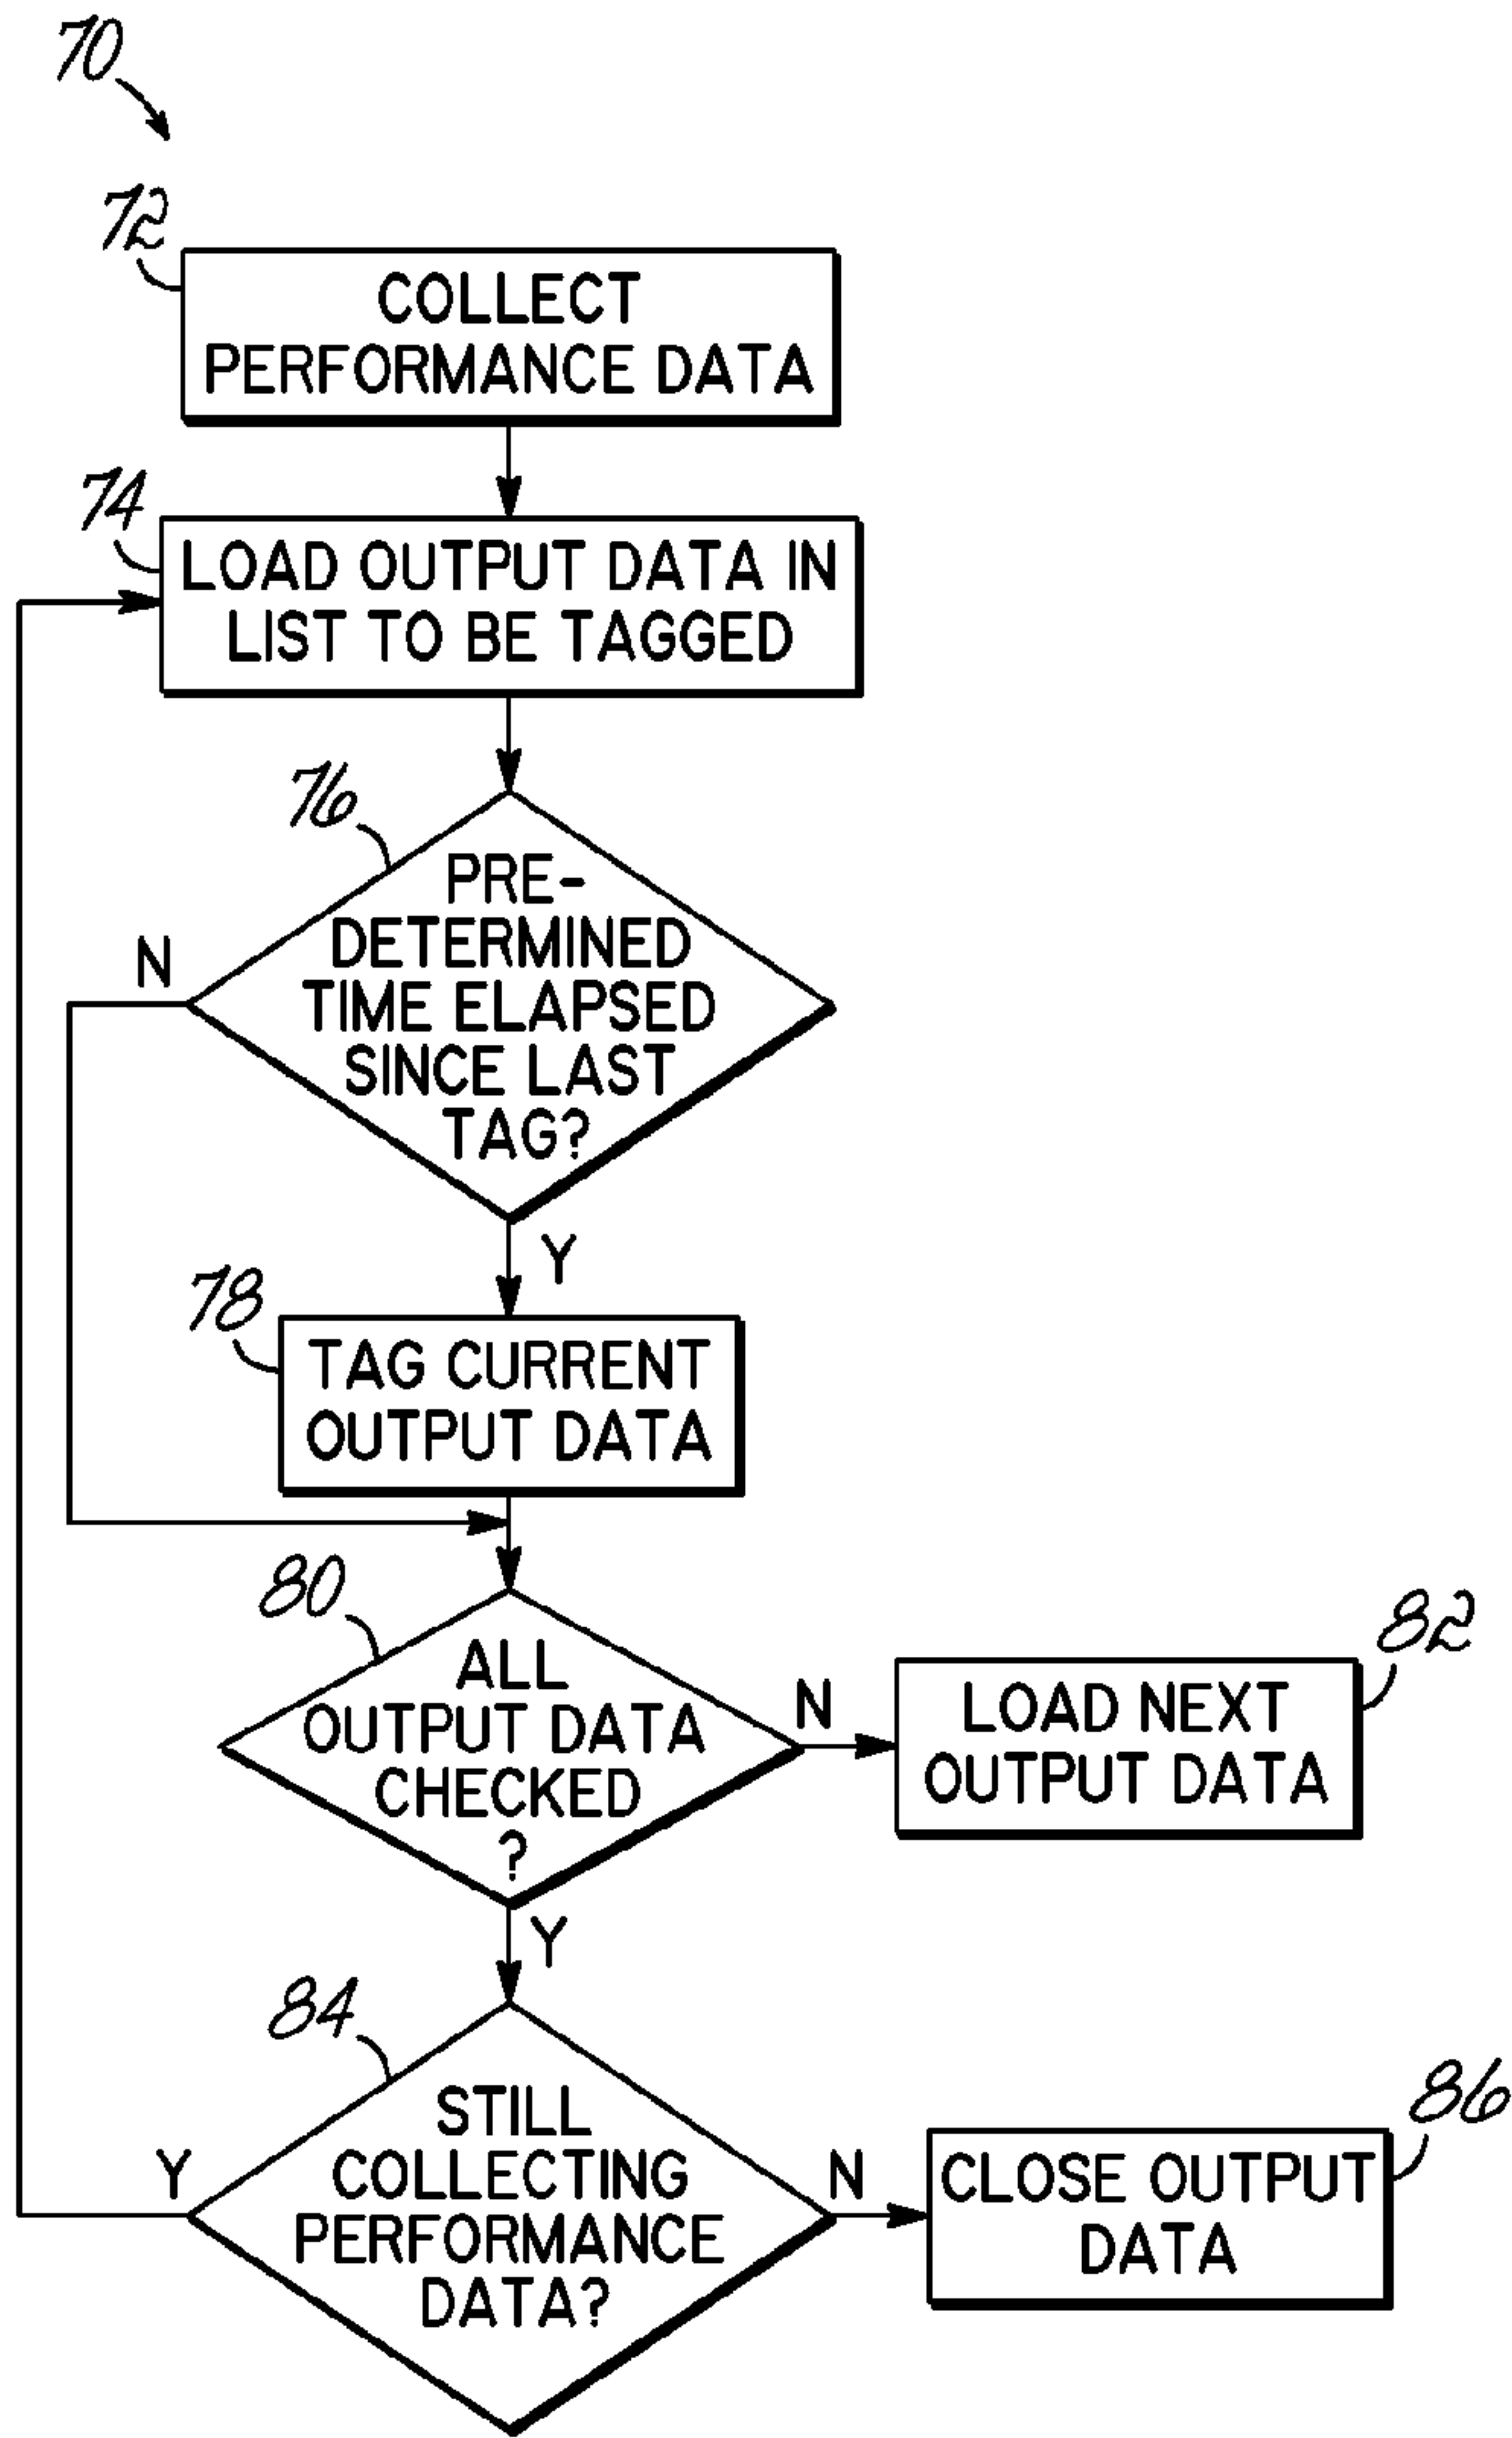 70
72
COLLECT
PERFORMANCE DATA
74
LOAD OUTPUT DATA IN
LIST TO BE TAGGED
76
PRE-
DETERMINED
TIME ELAPSED
SINCE LAST
TAG?
N
Y
78
TAG CURRENT
OUTPUT DATA
80
ALL
OUTPUT DATA
CHECKED
?
N
82
LOAD NEXT
OUTPUT DATA
Y
84
STILL
COLLECTING
PERFORMANCE
DATA?
Y
N
86
CLOSE OUTPUT
DATA